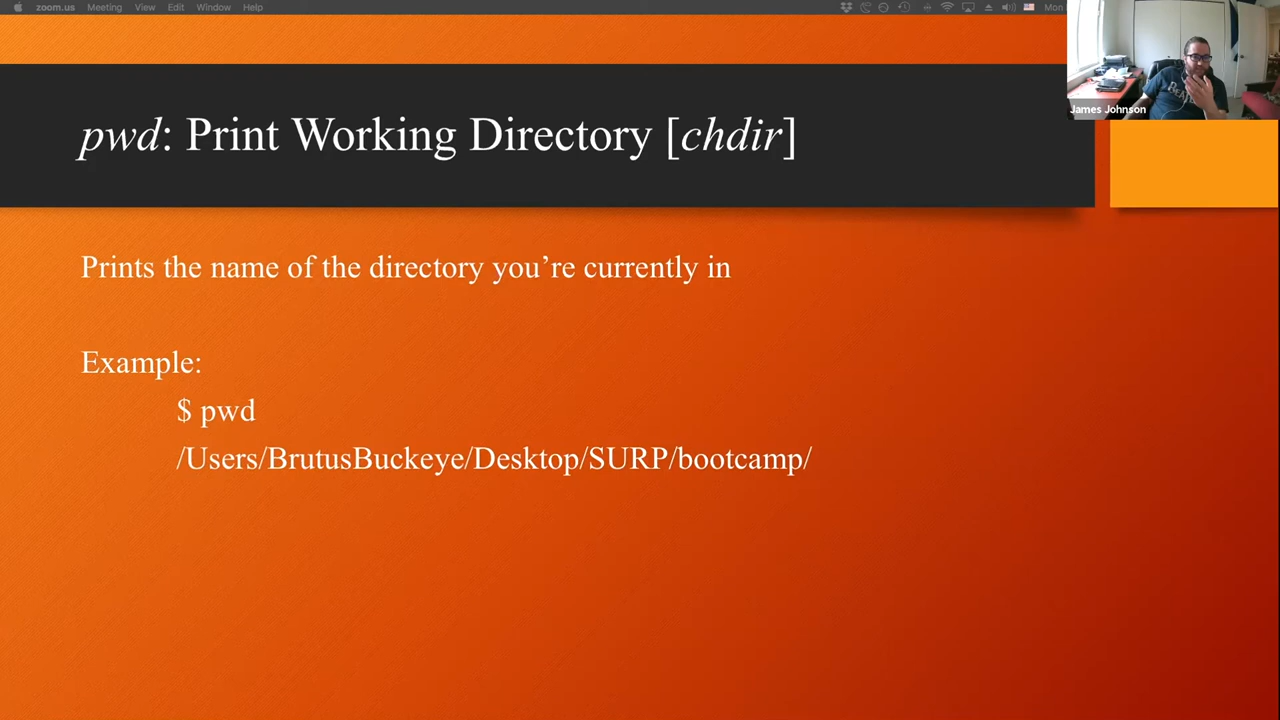 zoom.us Meeting View Edit Window Help Mon
James Johnson
pwd: Print Working Directory [chdir]
Prints the name of the directory you’re currently in
Example:
$ pwd
/Users/BrutusBuckeye/Desktop/SURP/bootcamp/